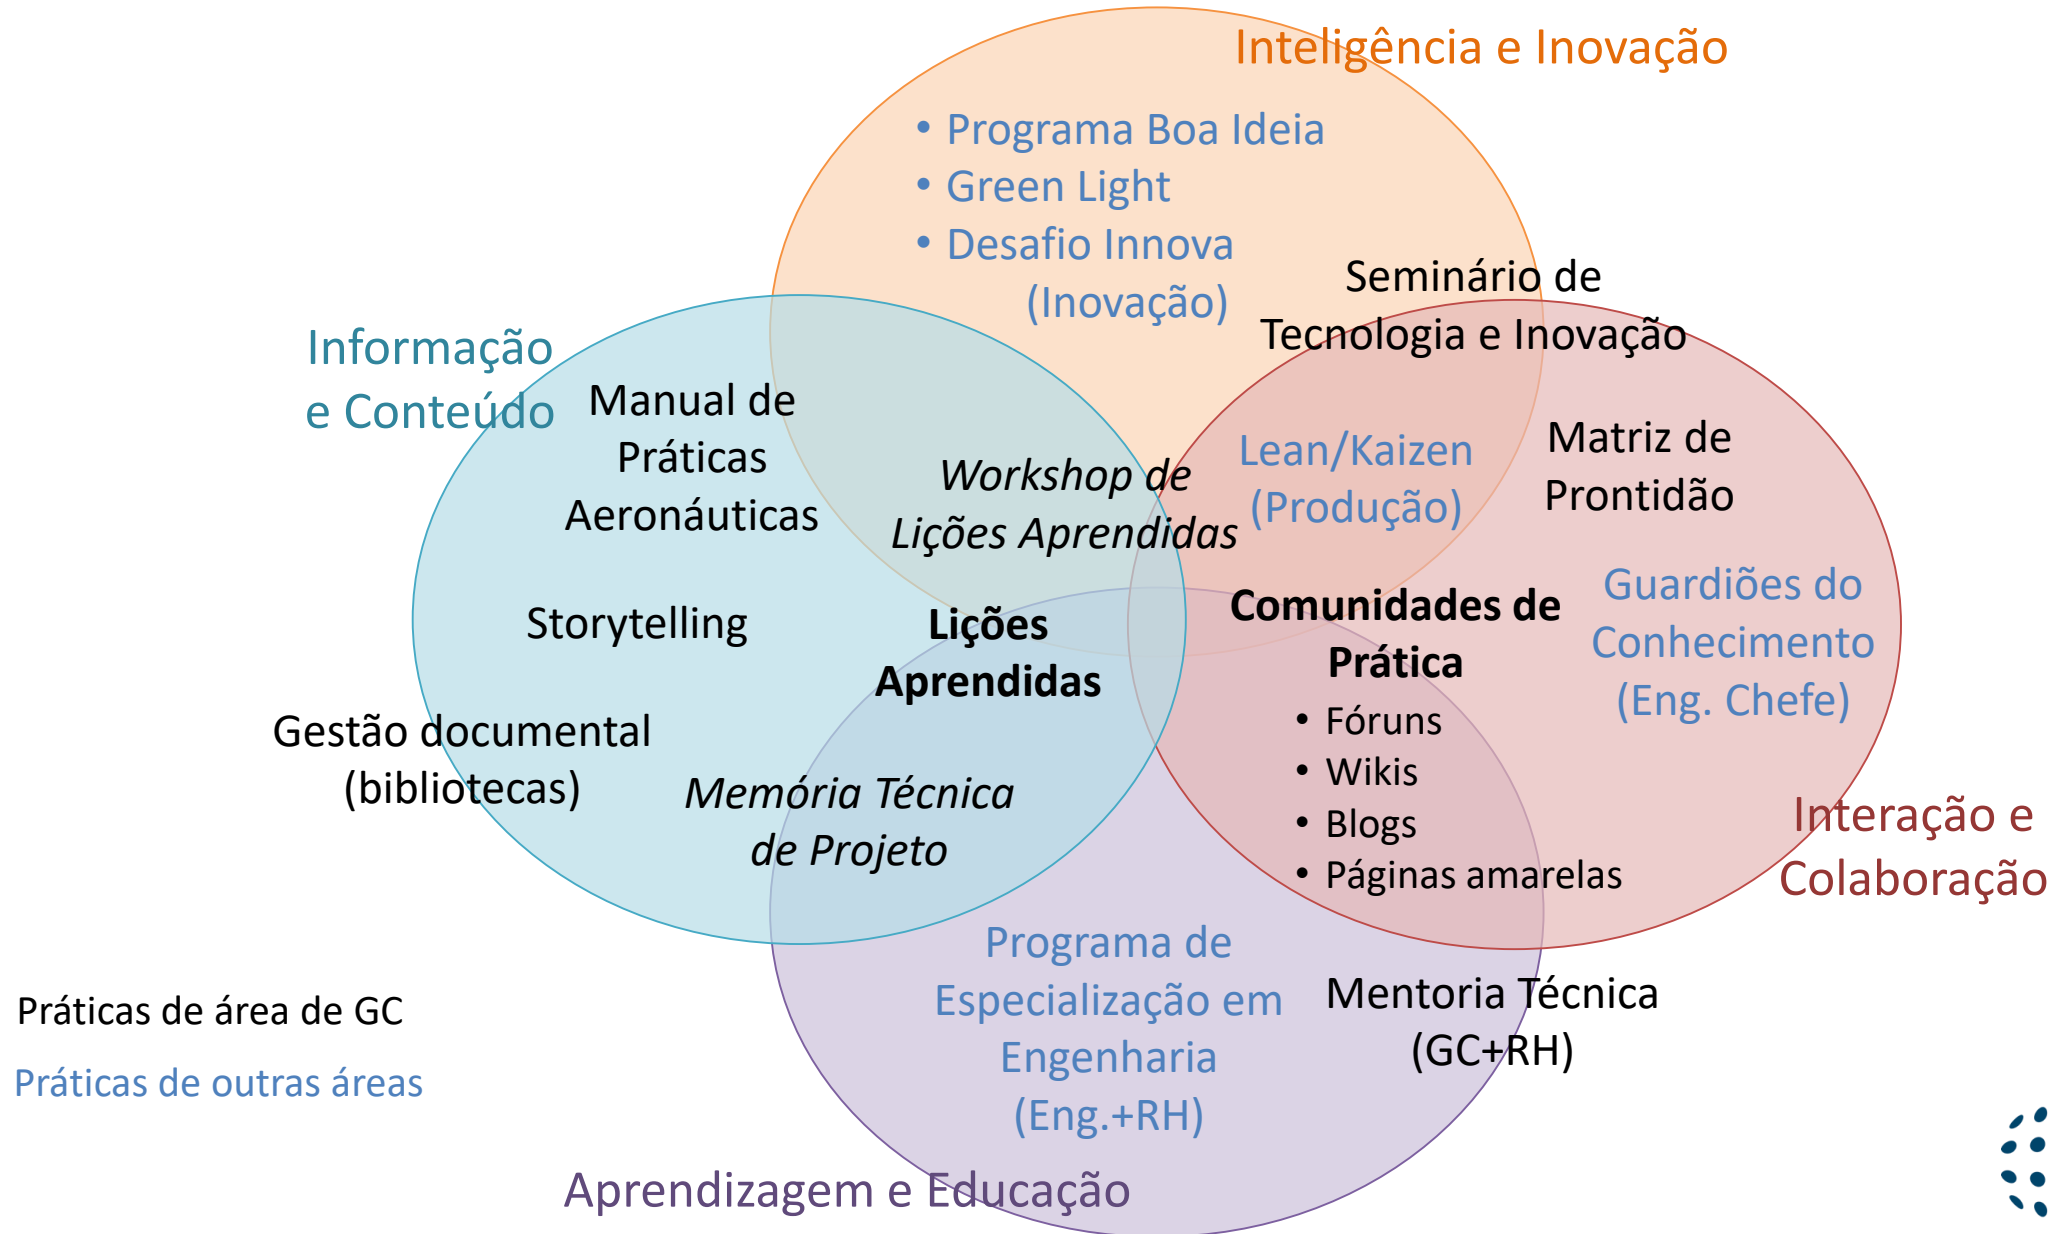 Inteligência e Inovação
• Programa Boa Ideia
• Green Light
• Desafio Innova
(Inovação)
Seminário de
Tecnologia e Inovação
Informação
e Conteúdo
Manual de
Práticas
Aeronáuticas
Workshop de
Lições Aprendidas
Lean/Kaizen
(Produção)
Matriz de
Prontidão
Storytelling
Lições
Aprendidas
Comunidades de
Prática
• Fóruns
• Wikis
• Blogs
• Páginas amarelas
Guardiões do
Conhecimento
(Eng. Chefe)
Gestão documental
(bibliotecas)
Memória Técnica
de Projeto
Interação e
Colaboração
Programa de
Especialização em
Engenharia
(Eng.+RH)
Mentoria Técnica
(GC+RH)
Práticas de área de GC
Práticas de outras áreas
Aprendizagem e Educação